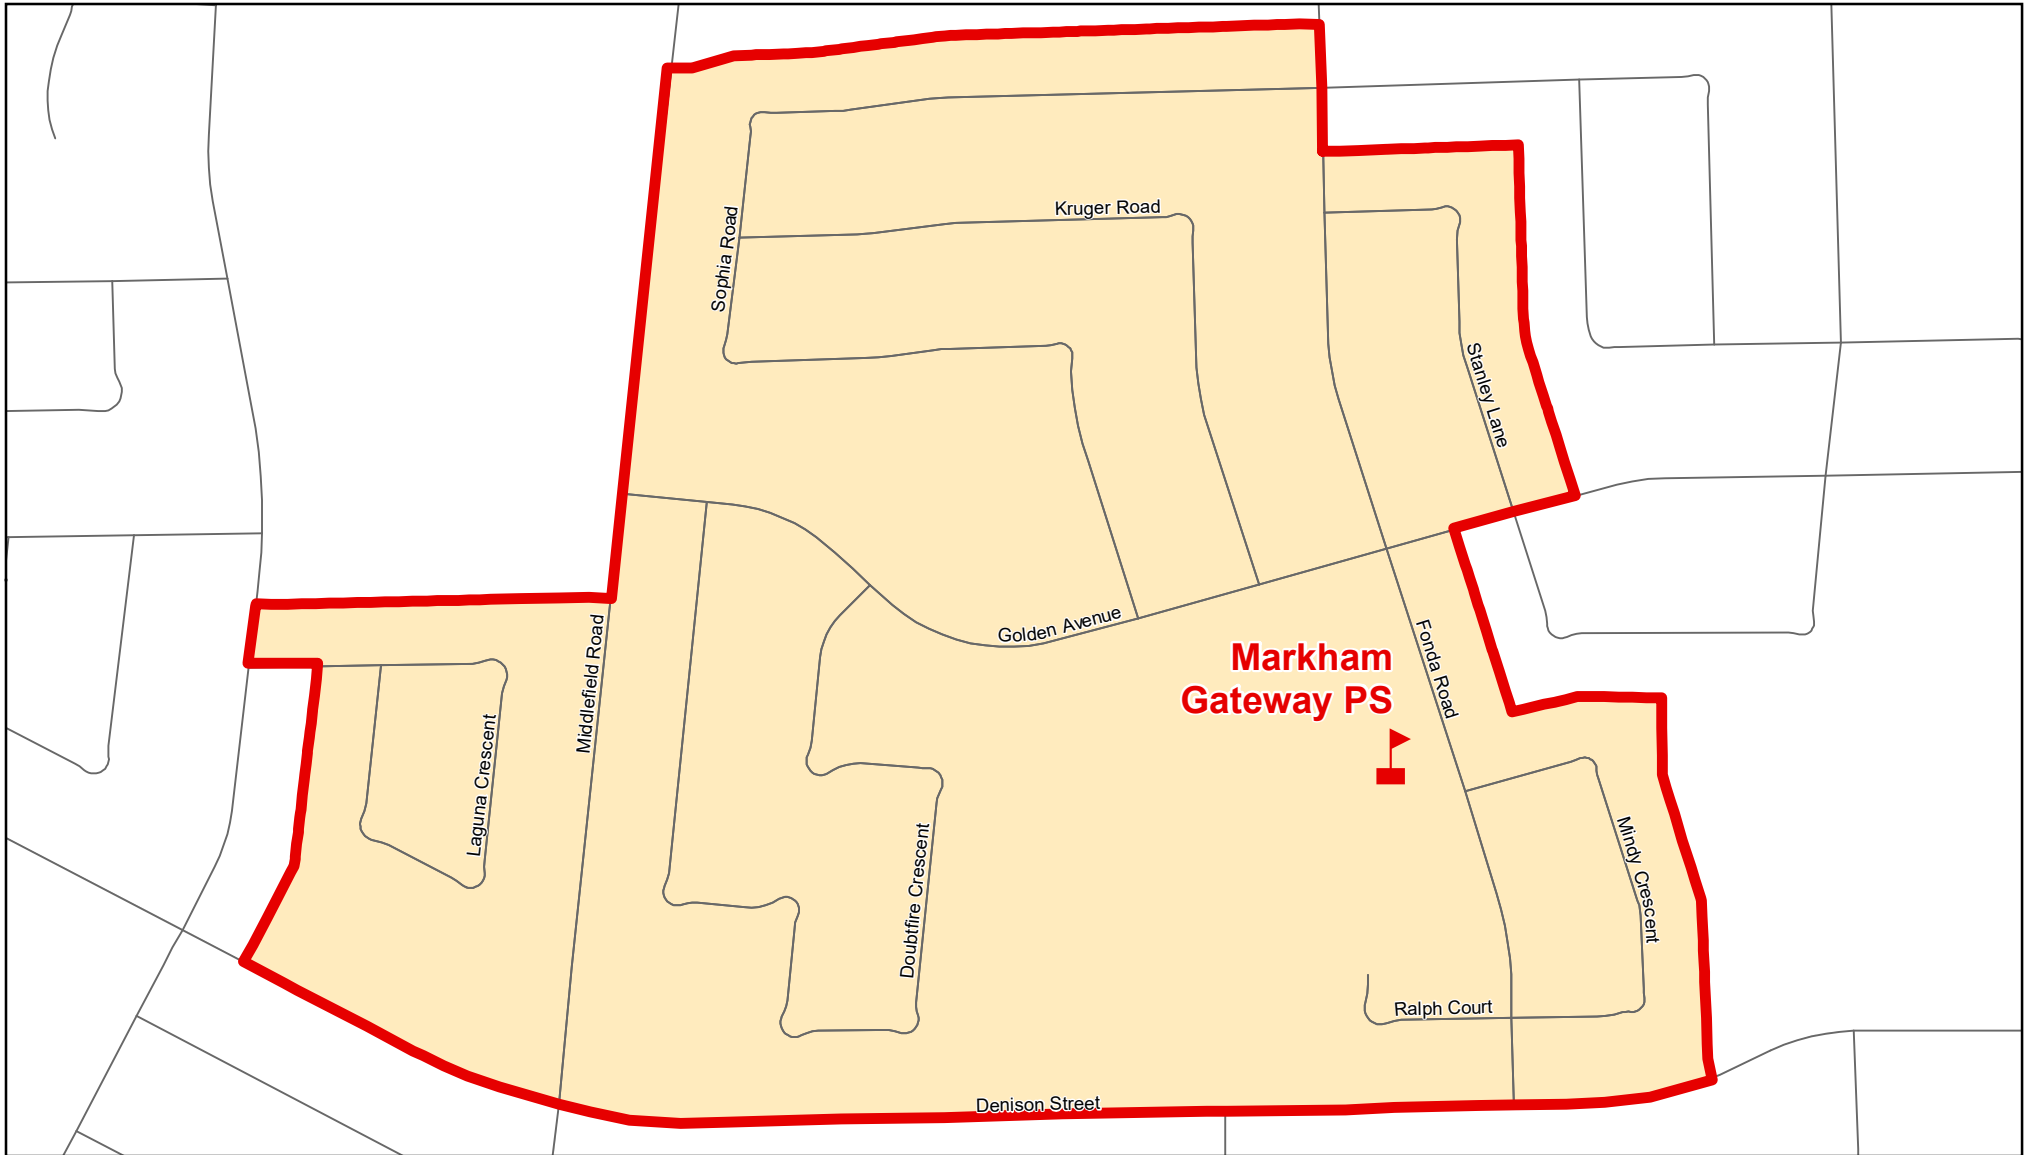 Kruger Road
Sophia Road
Stanley Lane
Golden Avenue
Middlefield Road
Fonda Road
Markham
Gateway PS
Laguna Crescent
Doubtfire Crescent
Mindy Crescent
Ralph Court
Denison Street